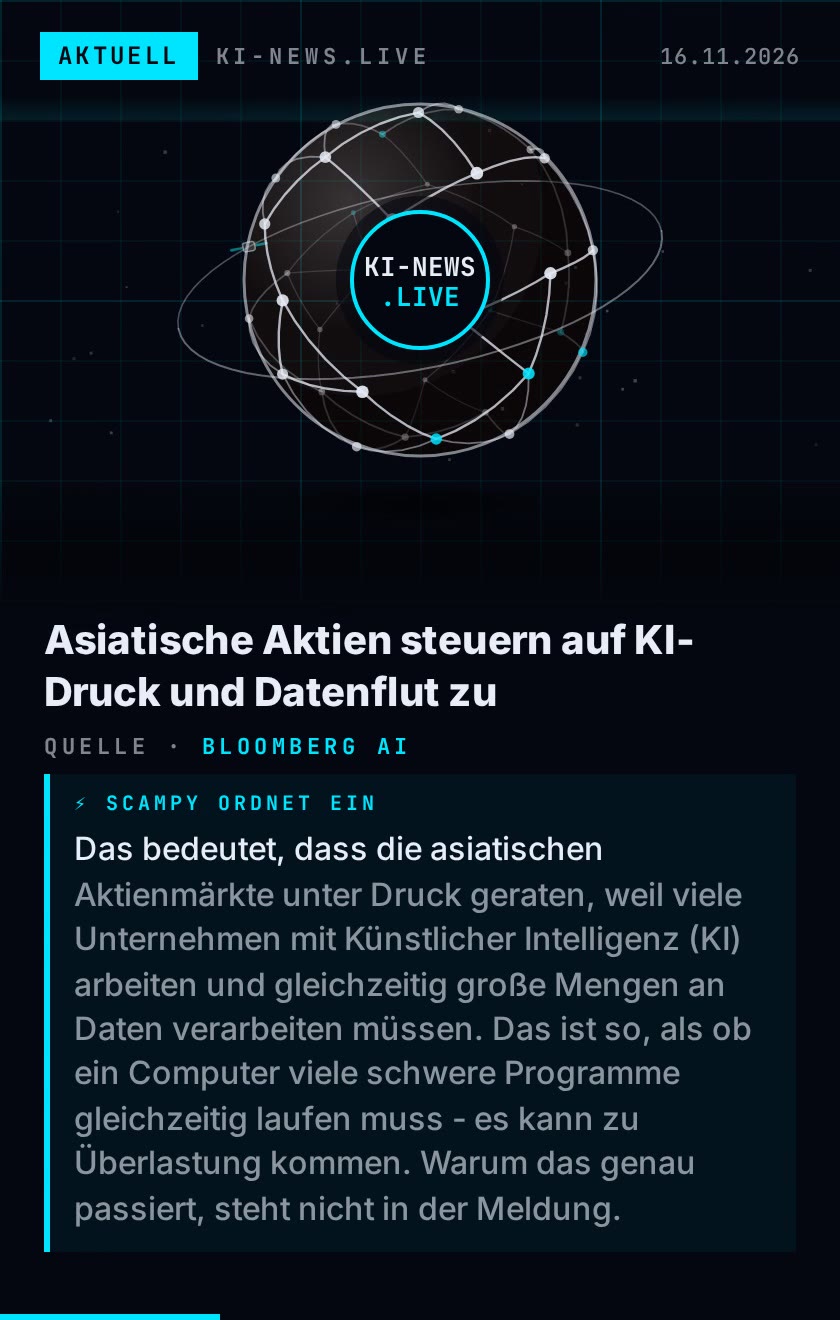 AKTUELL KI-NEWS.LIVE 16.11.2026
KI-NEWS
.LIVE
Asiatische Aktien steuern auf KI-
Druck und Datenflut zu
QUELLE · BLOOMBERG AI
⚡ SCAMPY ORDNET EIN
Das bedeutet, dass die asiatischen
Aktienmärkte unter Druck geraten, weil viele
Unternehmen mit Künstlicher Intelligenz (KI)
arbeiten und gleichzeitig große Mengen an
Daten verarbeiten müssen. Das ist so, als ob
ein Computer viele schwere Programme
gleichzeitig laufen muss - es kann zu
Überlastung kommen. Warum das genau
passiert, steht nicht in der Meldung.